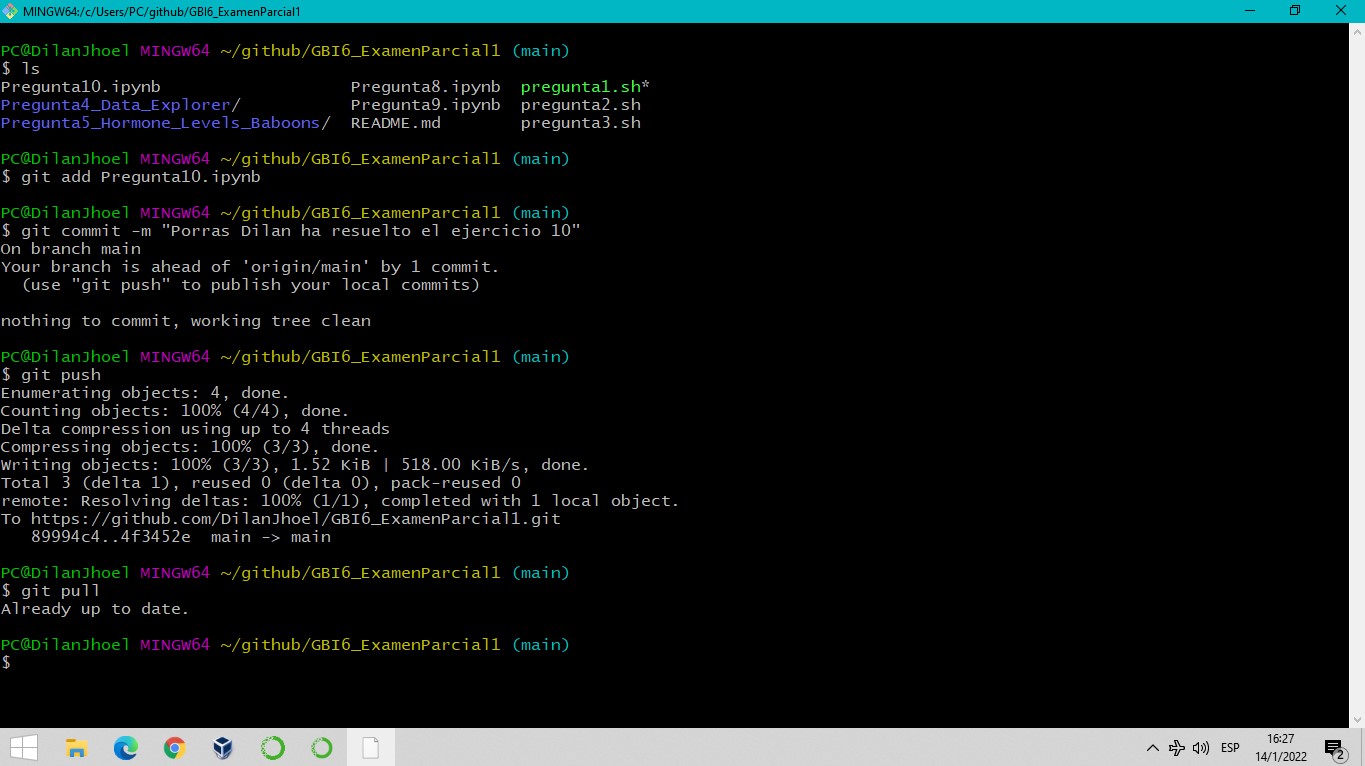 MINGW64:/c/Users/PC/github/GBI6_ExamenParcial1
PC@DilanJhoel MINGW64 ~/github/GBI6_ExamenParcial1 (main)
$ ls
Pregunta10.ipynb Pregunta8.ipynb pregunta1.sh*
Pregunta4_Data_Explorer/ Pregunta9.ipynb pregunta2.sh
Pregunta5_Hormone_Levels_Baboons/ README.md pregunta3.sh
PC@DilanJhoel MINGW64 ~/github/GBI6_ExamenParcial1 (main)
$ git add Pregunta10.ipynb
PC@DilanJhoel MINGW64 ~/github/GBI6_ExamenParcial1 (main)
$ git commit -m "Porras Dilan ha resuelto el ejercicio 10"
On branch main
Your branch is ahead of 'origin/main' by 1 commit.
(use "git push" to publish your local commits)
nothing to commit, working tree clean
PC@DilanJhoel MINGW64 ~/github/GBI6_ExamenParcial1 (main)
$ git push
Enumerating objects: 4, done.
Counting objects: 100% (4/4), done.
Delta compression using up to 4 threads
Compressing objects: 100% (3/3), done.
Writing objects: 100% (3/3), 1.52 KiB | 518.00 KiB/s, done.
Total 3 (delta 1), reused 0 (delta 0), pack-reused 0
remote: Resolving deltas: 100% (1/1), completed with 1 local object.
To https://github.com/DilanJhoel/GBI6_ExamenParcial1.git
89994c4..4f3452e main -> main
PC@DilanJhoel MINGW64 ~/github/GBI6_ExamenParcial1 (main)
$ git pull
Already up to date.
PC@DilanJhoel MINGW64 ~/github/GBI6_ExamenParcial1 (main)
$
ESP
16:27
14/1/2022
2